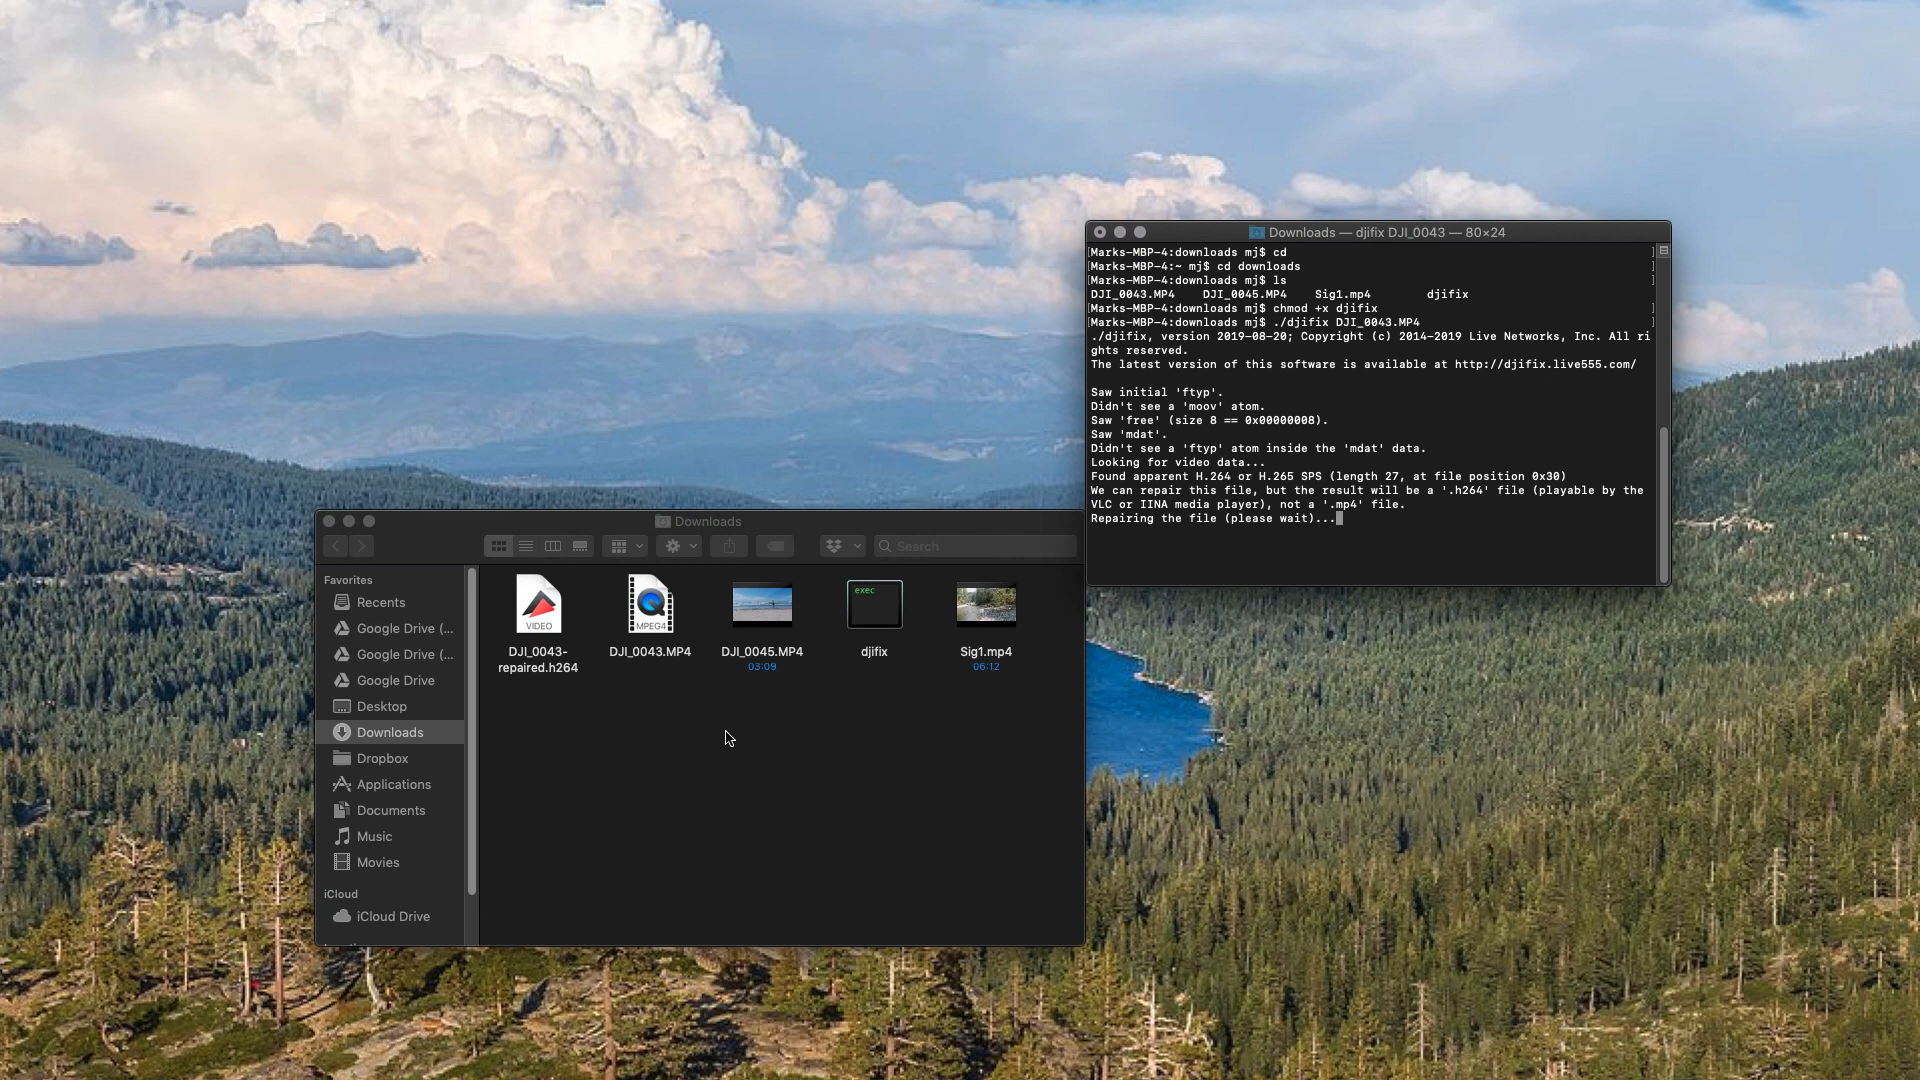 Downloads — djifix DJI_0043 — 80×24
[Marks-MBP-4:downloads mj$ cd ]
[Marks-MBP-4:~ mj$ cd downloads ]
[Marks-MBP-4:downloads mj$ ls ]
DJI_0043.MP4 DJI_0045.MP4 Sig1.mp4 djifix
[Marks-MBP-4:downloads mj$ chmod +x djifix ]
[Marks-MBP-4:downloads mj$ ./djifix DJI_0043.MP4 ]
./djifix, version 2019-08-20; Copyright (c) 2014-2019 Live Networks, Inc. All ri
ghts reserved.
The latest version of this software is available at http://djifix.live555.com/
Saw initial 'ftyp'.
Didn't see a 'moov' atom.
Saw 'free' (size 8 == 0x00000008).
Saw 'mdat'.
Didn't see a 'ftyp' atom inside the 'mdat' data.
Looking for video data...
Found apparent H.264 or H.265 SPS (length 27, at file position 0x30)
We can repair this file, but the result will be a '.h264' file (playable by the
VLC or IINA media player), not a '.mp4' file.
Repairing the file (please wait)...
Downloads
Search
Favorites
Recents
Google Drive (...
Google Drive (...
Google Drive
Desktop
Downloads
Dropbox
Applications
Documents
Music
Movies
iCloud
iCloud Drive
VIDEO
DJI_0043-
repaired.h264
MPEG4
DJI_0043.MP4
DJI_0045.MP4
03:09
exec
djifix
Sig1.mp4
06:12